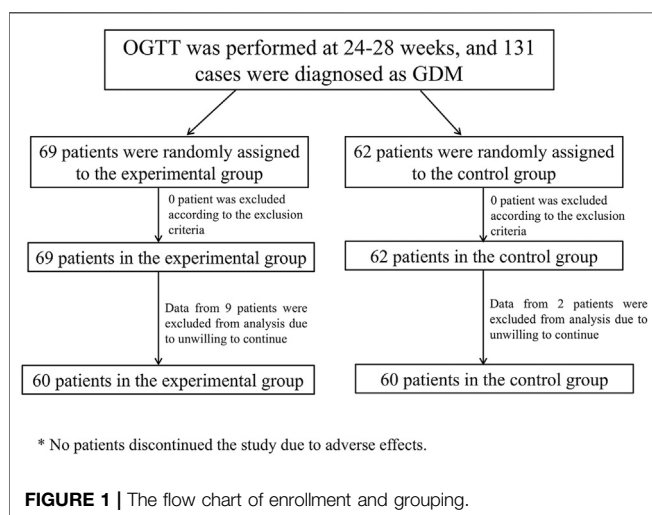 OGTT was performed at 24-28 weeks, and 131
cases were diagnosed as GDM
69 patients were randomly assigned
to the experimental group
62 patients were randomly assigned
to the control group
0 patient was excluded
according to the exclusion
criteria
0 patient was excluded
according to the exclusion
criteria
69 patients in the experimental group
62 patients in the control group
Data from 9 patients were
excluded from analysis due
to unwilling to continue
Data from 2 patients were
excluded from analysis due
to unwilling to continue
60 patients in the experimental group
60 patients in the control group
* No patients discontinued the study due to adverse effects.
FIGURE 1 | The flow chart of enrollment and grouping.